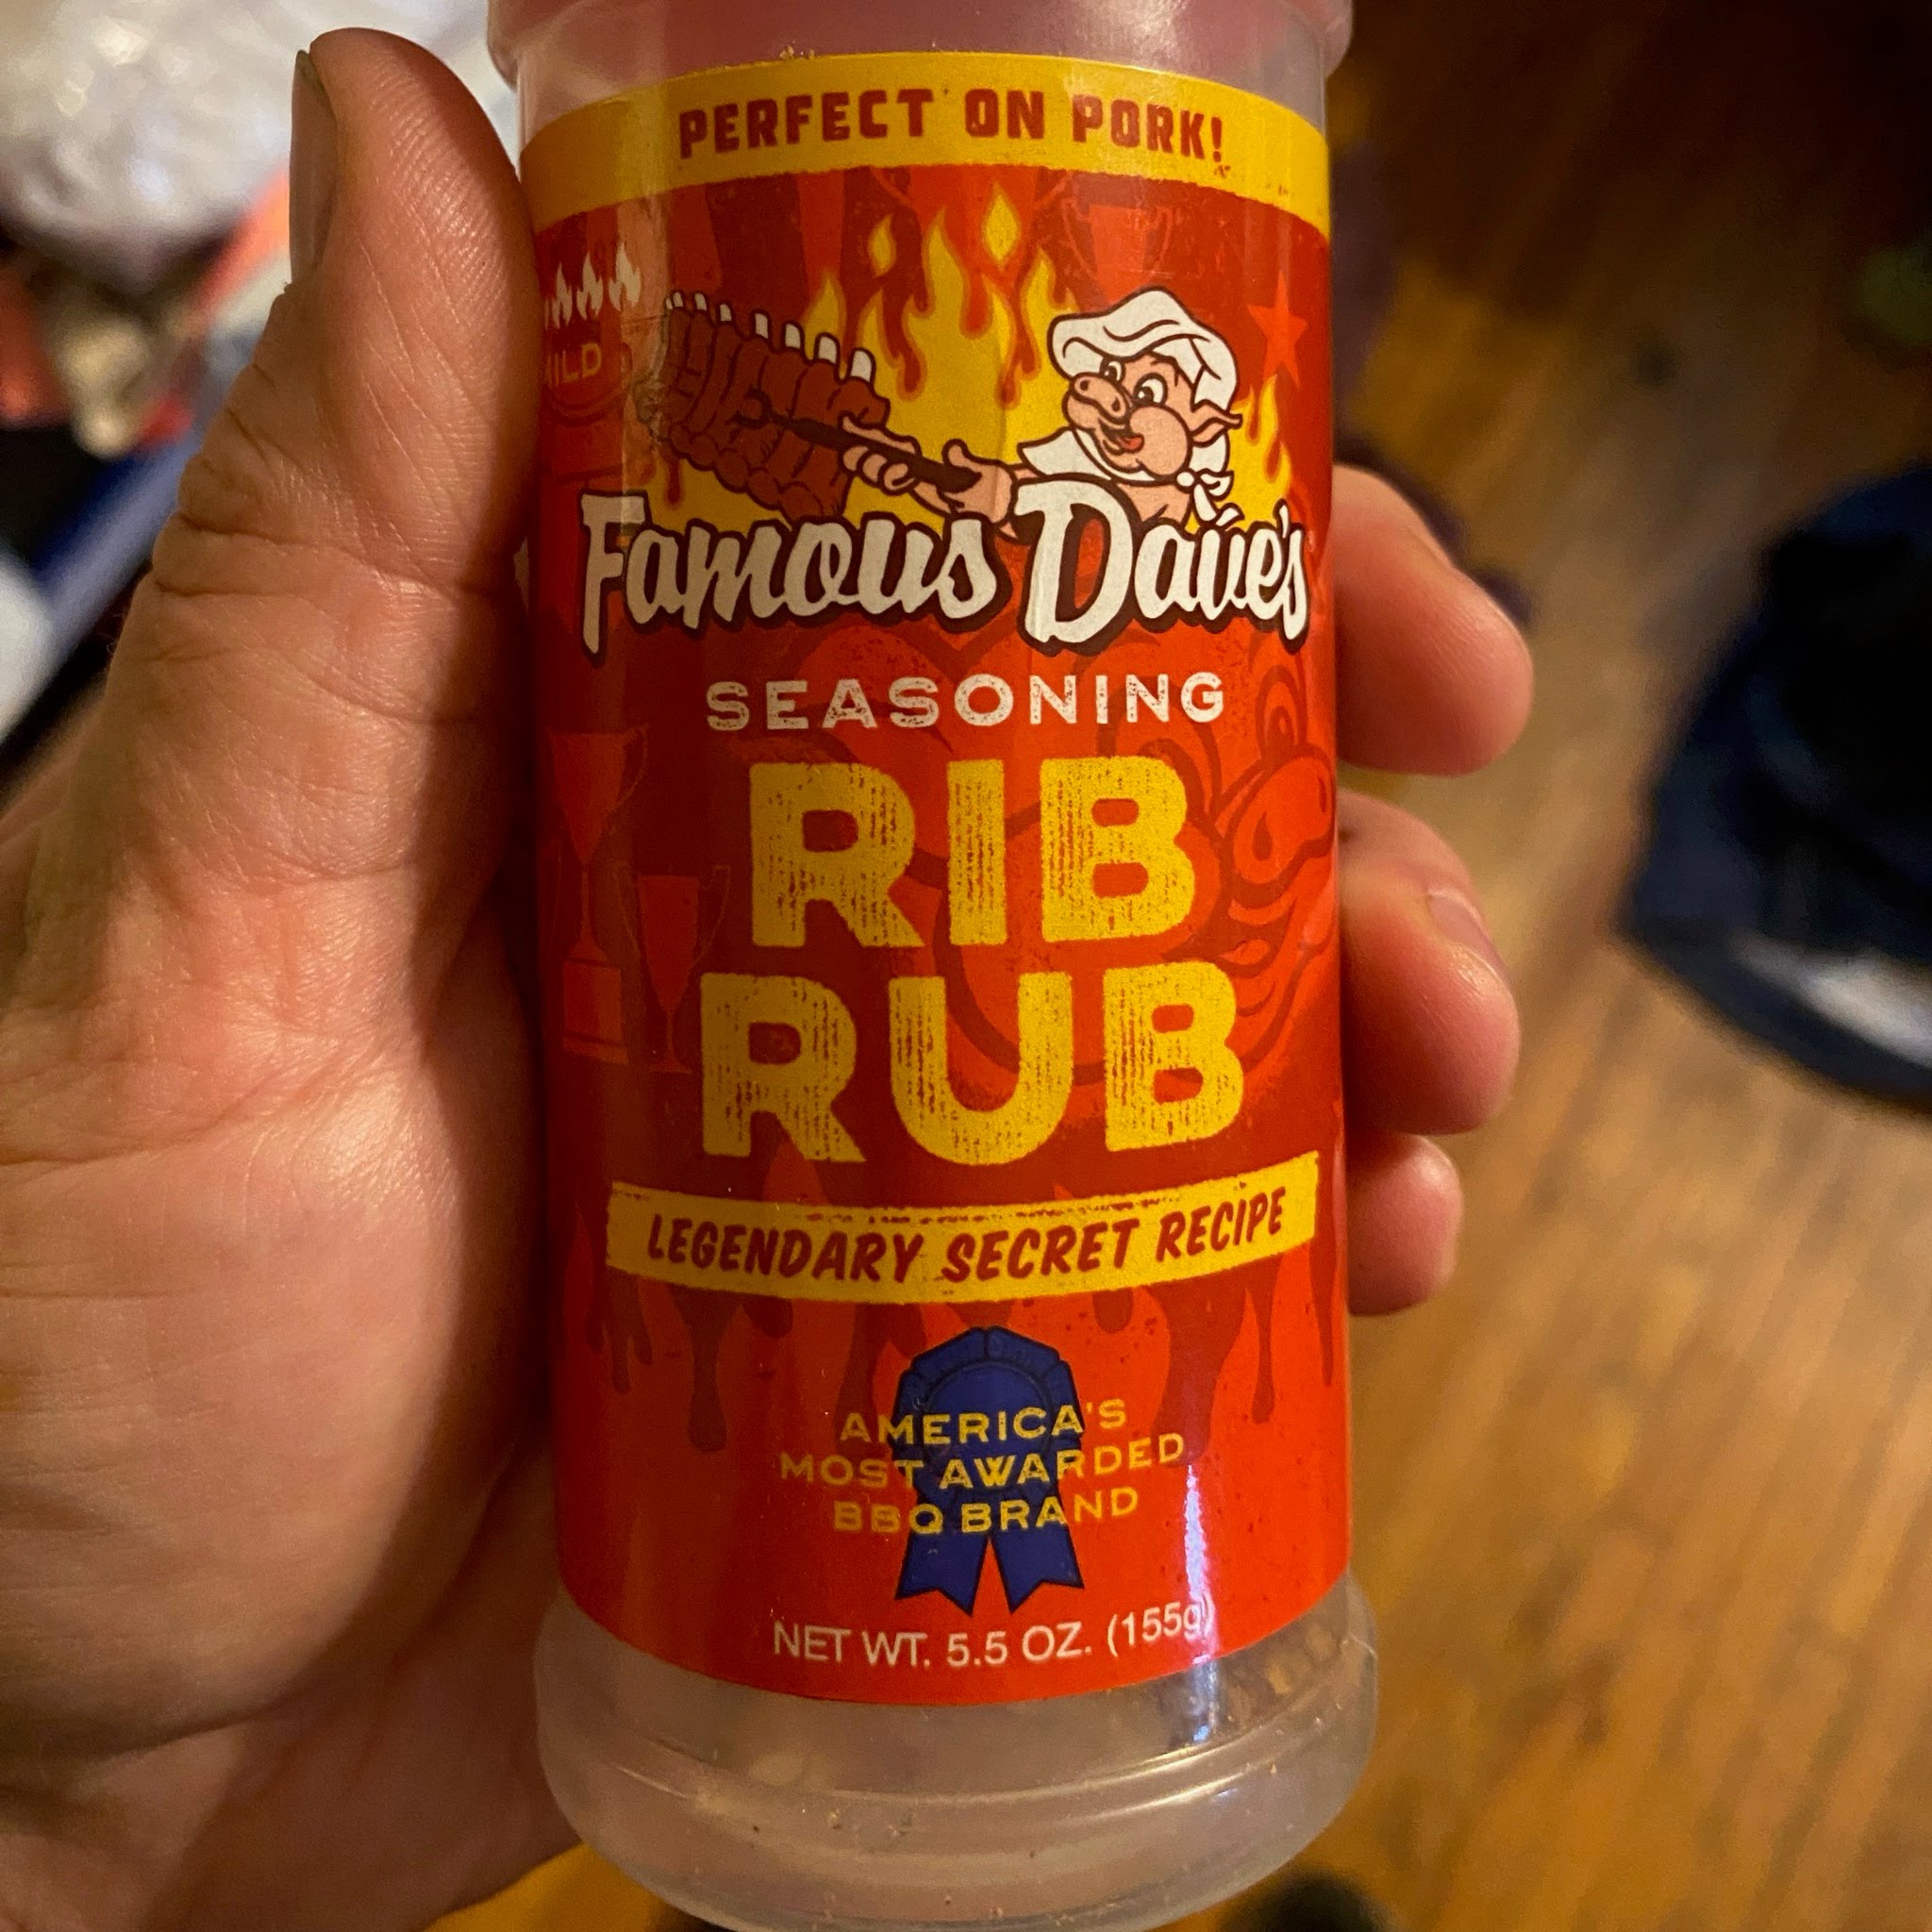 PERFECT ON PORK!
MILD
Famous Dave's
SEASONING
RIB
RUB
LEGENDARY SECRET RECIPE
AMERICA'S
MOST AWARDED
BBQ BRAND
NET WT. 5.5 OZ. (155g)